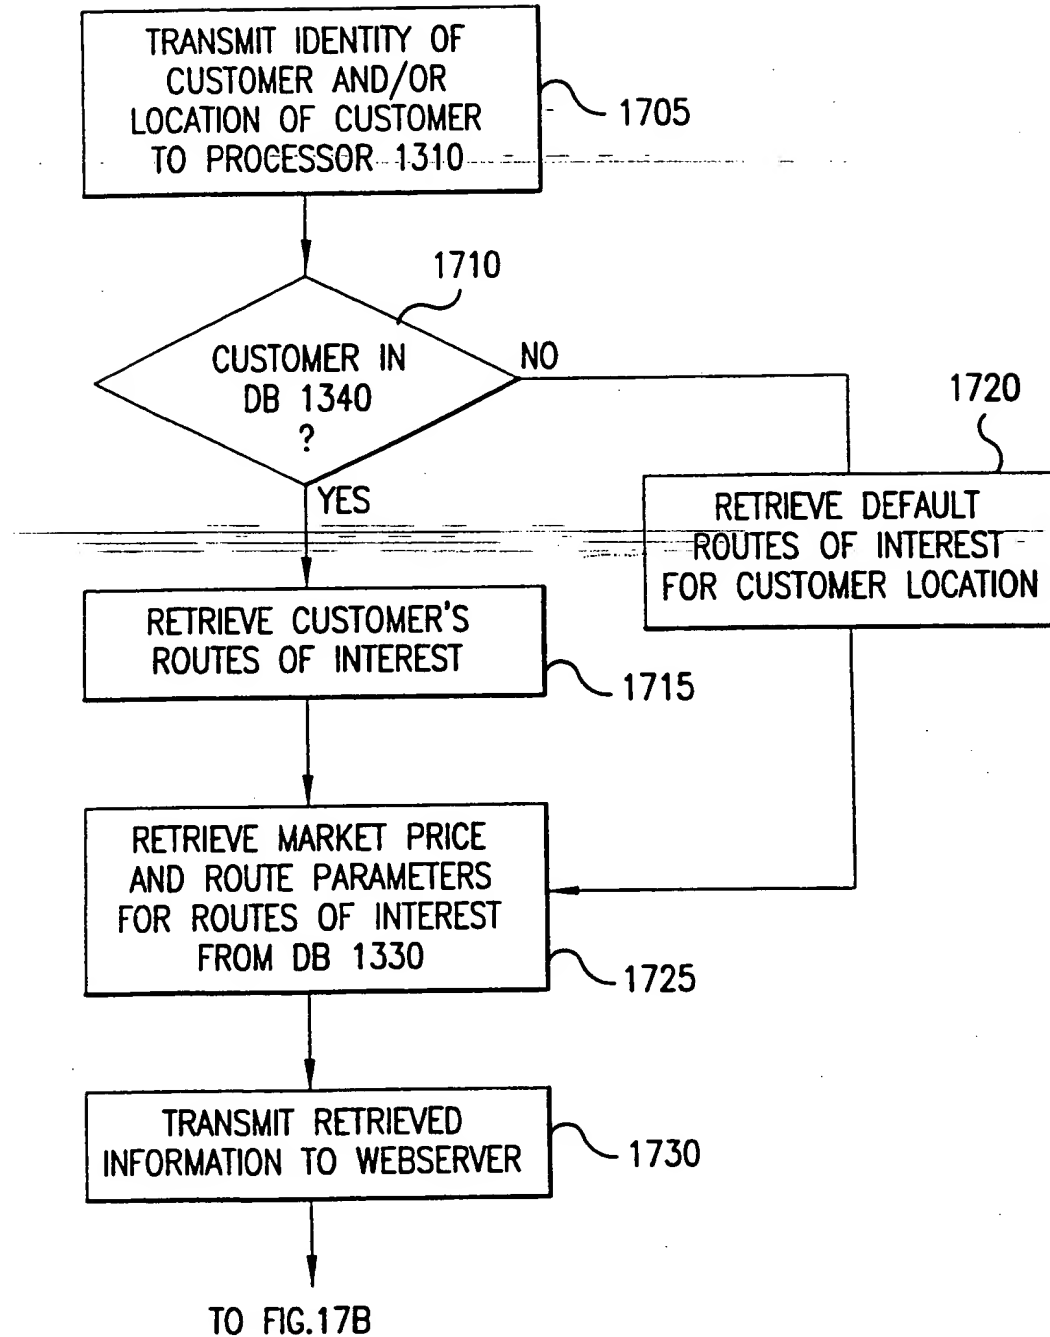 TRANSMIT IDENTITY OF
CUSTOMER AND/OR
LOCATION OF CUSTOMER
TO PROCESSOR 1310
1705
1710
CUSTOMER IN
DB 1340
?
NO
YES
1720
RETRIEVE DEFAULT
ROUTES OF INTEREST
FOR CUSTOMER LOCATION
RETRIEVE CUSTOMER'S
ROUTES OF INTEREST
1715
RETRIEVE MARKET PRICE
AND ROUTE PARAMETERS
FOR ROUTES OF INTEREST
FROM DB 1330
1725
TRANSMIT RETRIEVED
INFORMATION TO WEBSERVER
1730
TO FIG.17B